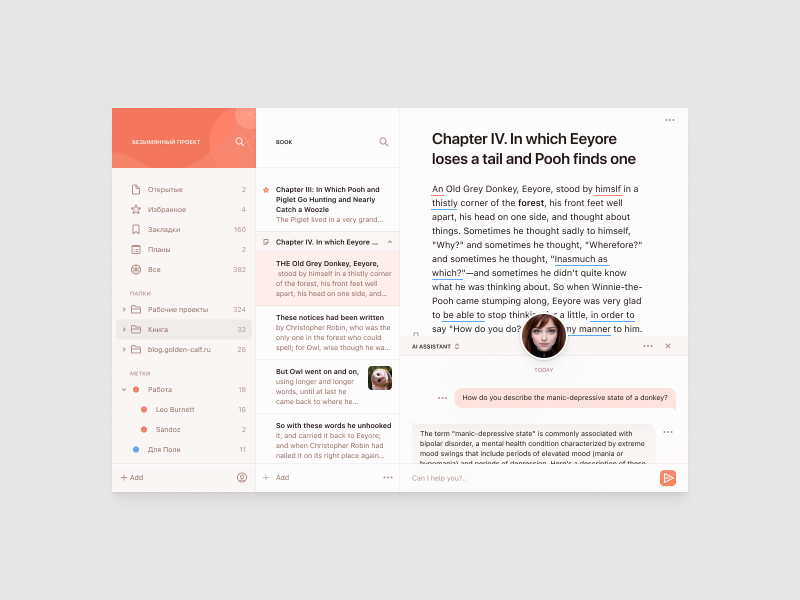 БЕЗЫМЯННЫЙ ПРОЕКТ
Открытые 2
Избранное 4
Закладки 160
Планы 2
Все 382
ПАПКИ
Рабочие проекты 324
Книга 32
blog.golden-calf.ru 26
МЕТКИ
Работа 18
Leo Burnett 16
Sandoz 2
Для Поли 11
+ Add
BOOK
Chapter III: In Which Pooh and
Piglet Go Hunting and Nearly
Catch a Woozle
The Piglet lived in a very grand...
Chapter IV. In which Eeyore ...
THE Old Grey Donkey, Eeyore,
stood by himself in a thistly corner
of the forest, his front feet well
apart, his head on one side, and...
These notices had been written
by Christopher Robin, who was the
only one in the forest who could
spell; for Owl, wise though he wa...
But Owl went on and on,
using longer and longer
words, until at last he
came back to where he...
So with these words he unhooked
it, and carried it back to Eeyore;
and when Christopher Robin had
nailed it on its right place again...
+ Add
Chapter IV. In which Eeyore
loses a tail and Pooh finds one
An Old Grey Donkey, Eeyore, stood by himslf in a
thistly corner of the forest, his front feet well
apart, his head on one side, and thought about
things. Sometimes he thought sadly to himself,
"Why?" and sometimes he thought, "Wherefore?"
and sometimes he thought, "Inasmuch as
which?"—and sometimes he didn't quite know
what he was thinking about. So when Winnie-the-
Pooh came stumping along, Eeyore was very glad
to be able to stop a little, in order to
say "How do you do? my manner to him.
AI ASSISTANT
TODAY
How do you describe the manic-depressive state of a donkey?
The term "manic-depressive state" is commonly associated with
bipolar disorder, a mental health condition characterized by extreme
mood swings that include periods of elevated mood (mania or
hypomania) and periods of depression. Here's a description of these
Can I help you?..